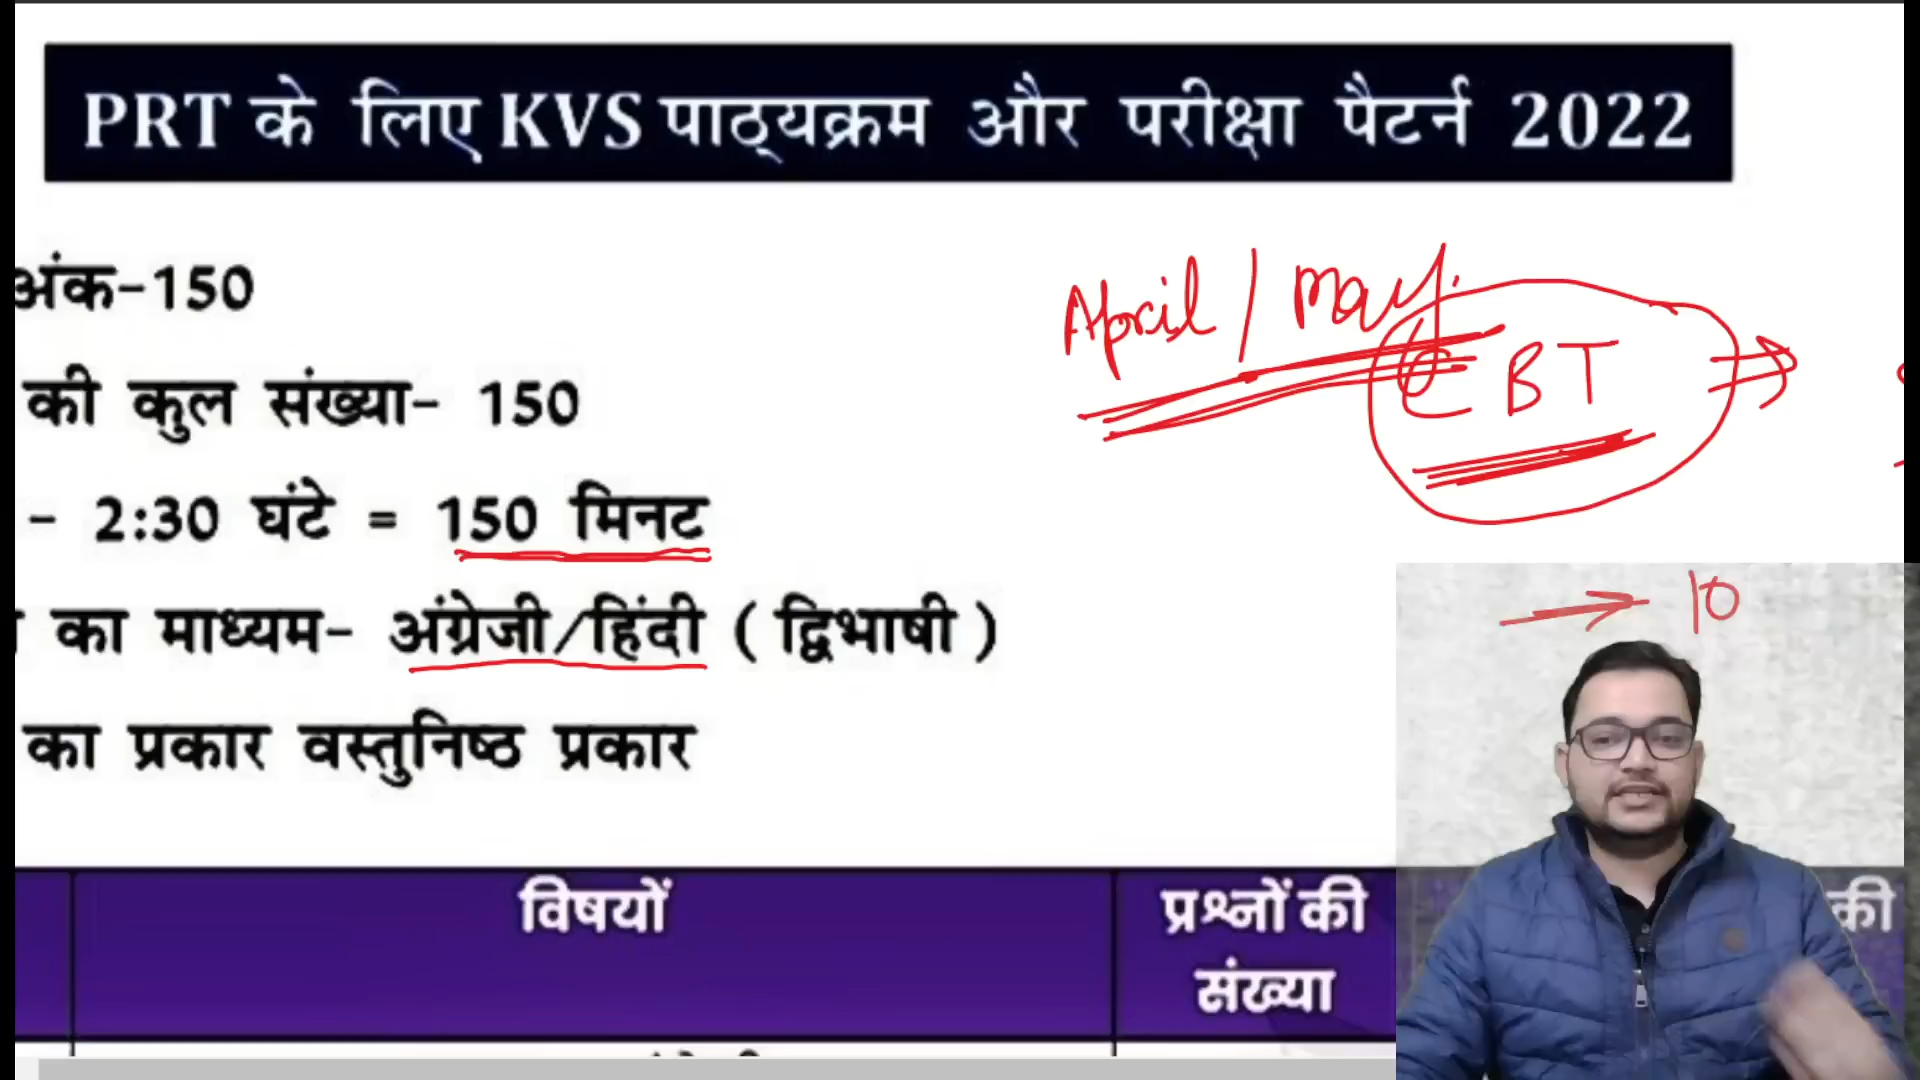 PRT के लिए KVS पाठ्यक्रम और परीक्षा पैटर्न 2022
अंक-150
April / May.
CBT
की कुल संख्या- 150
- 2:30 घंटे = 150 मिनट
10
का माध्यम- अंग्रेजी/हिंदी ( द्विभाषी )
का प्रकार वस्तुनिष्ठ प्रकार
विषयों
प्रश्नों की
संख्या
की